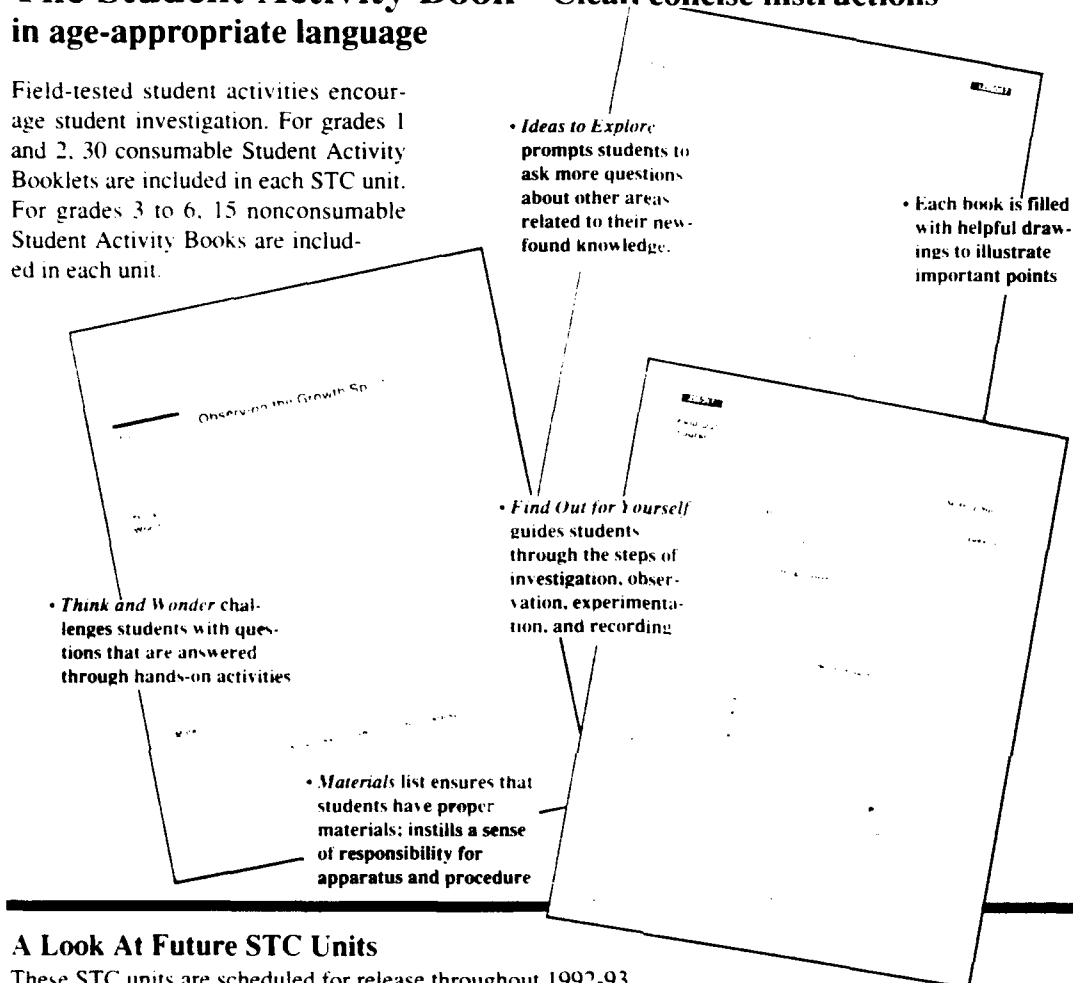 The Student Activity Book Clear, concise instructions
in age-appropriate language
Field-tested student activities encour-
age student investigation. For grades 1
and 2, 30 consumable Student Activity
Booklets are included in each STC unit.
For grades 3 to 6, 15 nonconsumable
Student Activity Books are includ-
ed in each unit.
• Ideas to Explore
prompts students to
ask more questions
about other areas
related to their new-
found knowledge.
• Each book is filled
with helpful draw-
ings to illustrate
important points
Observing the Growth
• Find Out for Yourself
guides students
through the steps of
investigation, obser-
vation, experimenta-
tion, and recording
• Think and Wonder chal-
lenges students with ques-
tions that are answered
through hands-on activities
• Materials list ensures that
students have proper
materials; instills a sense
of responsibility for
apparatus and procedure
A Look At Future STC Units
These STC units are scheduled for release throughout 1992-93